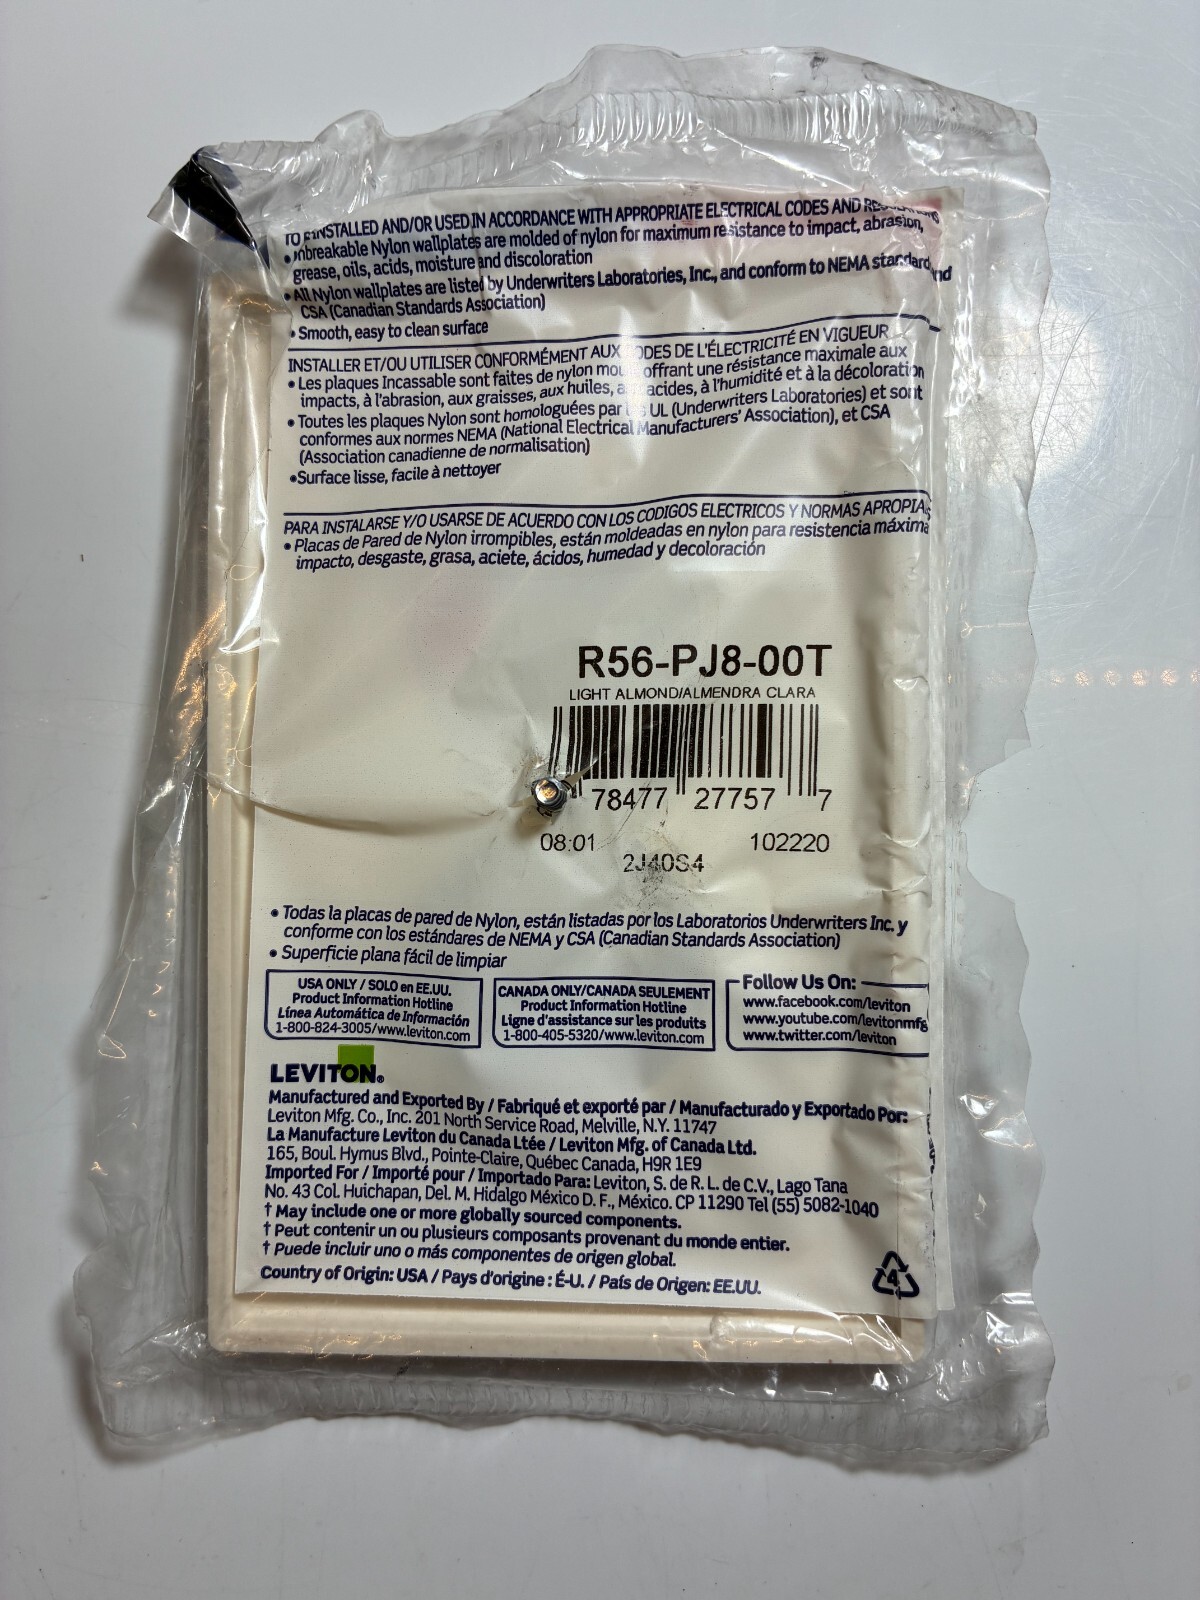 INSTALLED AND/OR USED IN ACCORDANCE WITH APPROPRIATE ELECTRICAL CODES AND
nbreakable Nylon wallplates are molded of nylon for maximum resistance to impact, abrasion,
grease, oils, acids, moisture and discoloration
• All Nylon wallplates are listed by Underwriters Laboratories, Inc., and conform to NEMA standard nd
CSA (Canadian Standards Association)
• Smooth, easy to clean surface
INSTALLER ET/OU UTILISER CONFORMÉMENT AUX ODES DE L'ÉLECTRICITÉ EN VIGUEUR
• Les plaques Incassable sont faites de nylon mou offrant une résistance maximale aux
impacts, à l'abrasion, aux graisses, aux huiles, a acides, à l'humidité et à la décoloration
• Toutes les plaques Nylon sont homologuées par UL (Underwriters Laboratories) et sont
conformes aux normes NEMA (National Electrical Manufacturers' Association), et CSA
(Association canadienne de normalisation)
•Surface lisse, facile à nettoyer
PARA INSTALARSE Y/O USARSE DE ACUERDO CON LOS CODIGOS ELECTRICOS Y NORMAS APROPIA S
• Placas de Pared de Nylon irrompibles, están moldeadas en nylon para resistencia máxima
impacto, desgaste, grasa, aciete, ácidos, humedad y decoloración
R56-PJ8-00T
LIGHT ALMOND/ALMENDRA CLARA
78477 27757 7
08:01 102220
2J40S4
• Todas la placas de pared de Nylon, están listadas por los Laboratorios Underwriters Inc. y
conforme con los estándares de NEMA y CSA (Canadian Standards Association)
• Superficie plana fácil de limpiar
USA ONLY / SOLO en EE.UU.
Product Information Hotline
Línea Automática de Información
1-800-824-3005/www.leviton.com
CANADA ONLY/CANADA SEULEMENT
Product Information Hotline
Ligne d'assistance sur les produits
1-800-405-5320/www.leviton.com
Follow Us On:
www.facebook.com/leviton
www.youtube.com/levitonmfg
www.twitter.com/leviton
LEVITON®
Manufactured and Exported By / Fabriqué et exporté par / Manufacturado y Exportado Por:
Leviton Mfg. Co., Inc. 201 North Service Road, Melville, N.Y. 11747
La Manufacture Leviton du Canada Ltée / Leviton Mfg. of Canada Ltd.
165, Boul. Hymus Blvd., Pointe-Claire, Québec Canada, H9R 1E9
Imported For / Importé pour / Importado Para: Leviton, S. de R. L. de C.V., Lago Tana
No. 43 Col. Huichapan, Del. M. Hidalgo México D. F., México. CP 11290 Tel (55) 5082-1040
† May include one or more globally sourced components.
† Peut contenir un ou plusieurs composants provenant du monde entier.
† Puede incluir uno o más componentes de origen global.
Country of Origin: USA / Pays d'origine : É-U. / País de Origen: EE.UU.
4